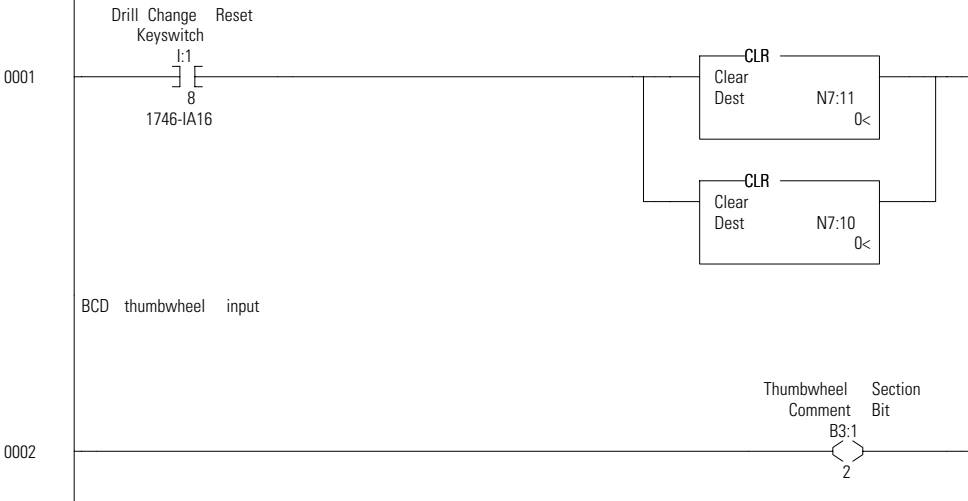 Drill Change Reset
Keyswitch
I:1
0001
8
1746-IA16
CLR
Clear
Dest N7:11
0<
CLR
Clear
Dest N7:10
0<
BCD thumbwheel input
Thumbwheel Section
Comment Bit
B3:1
0002
2